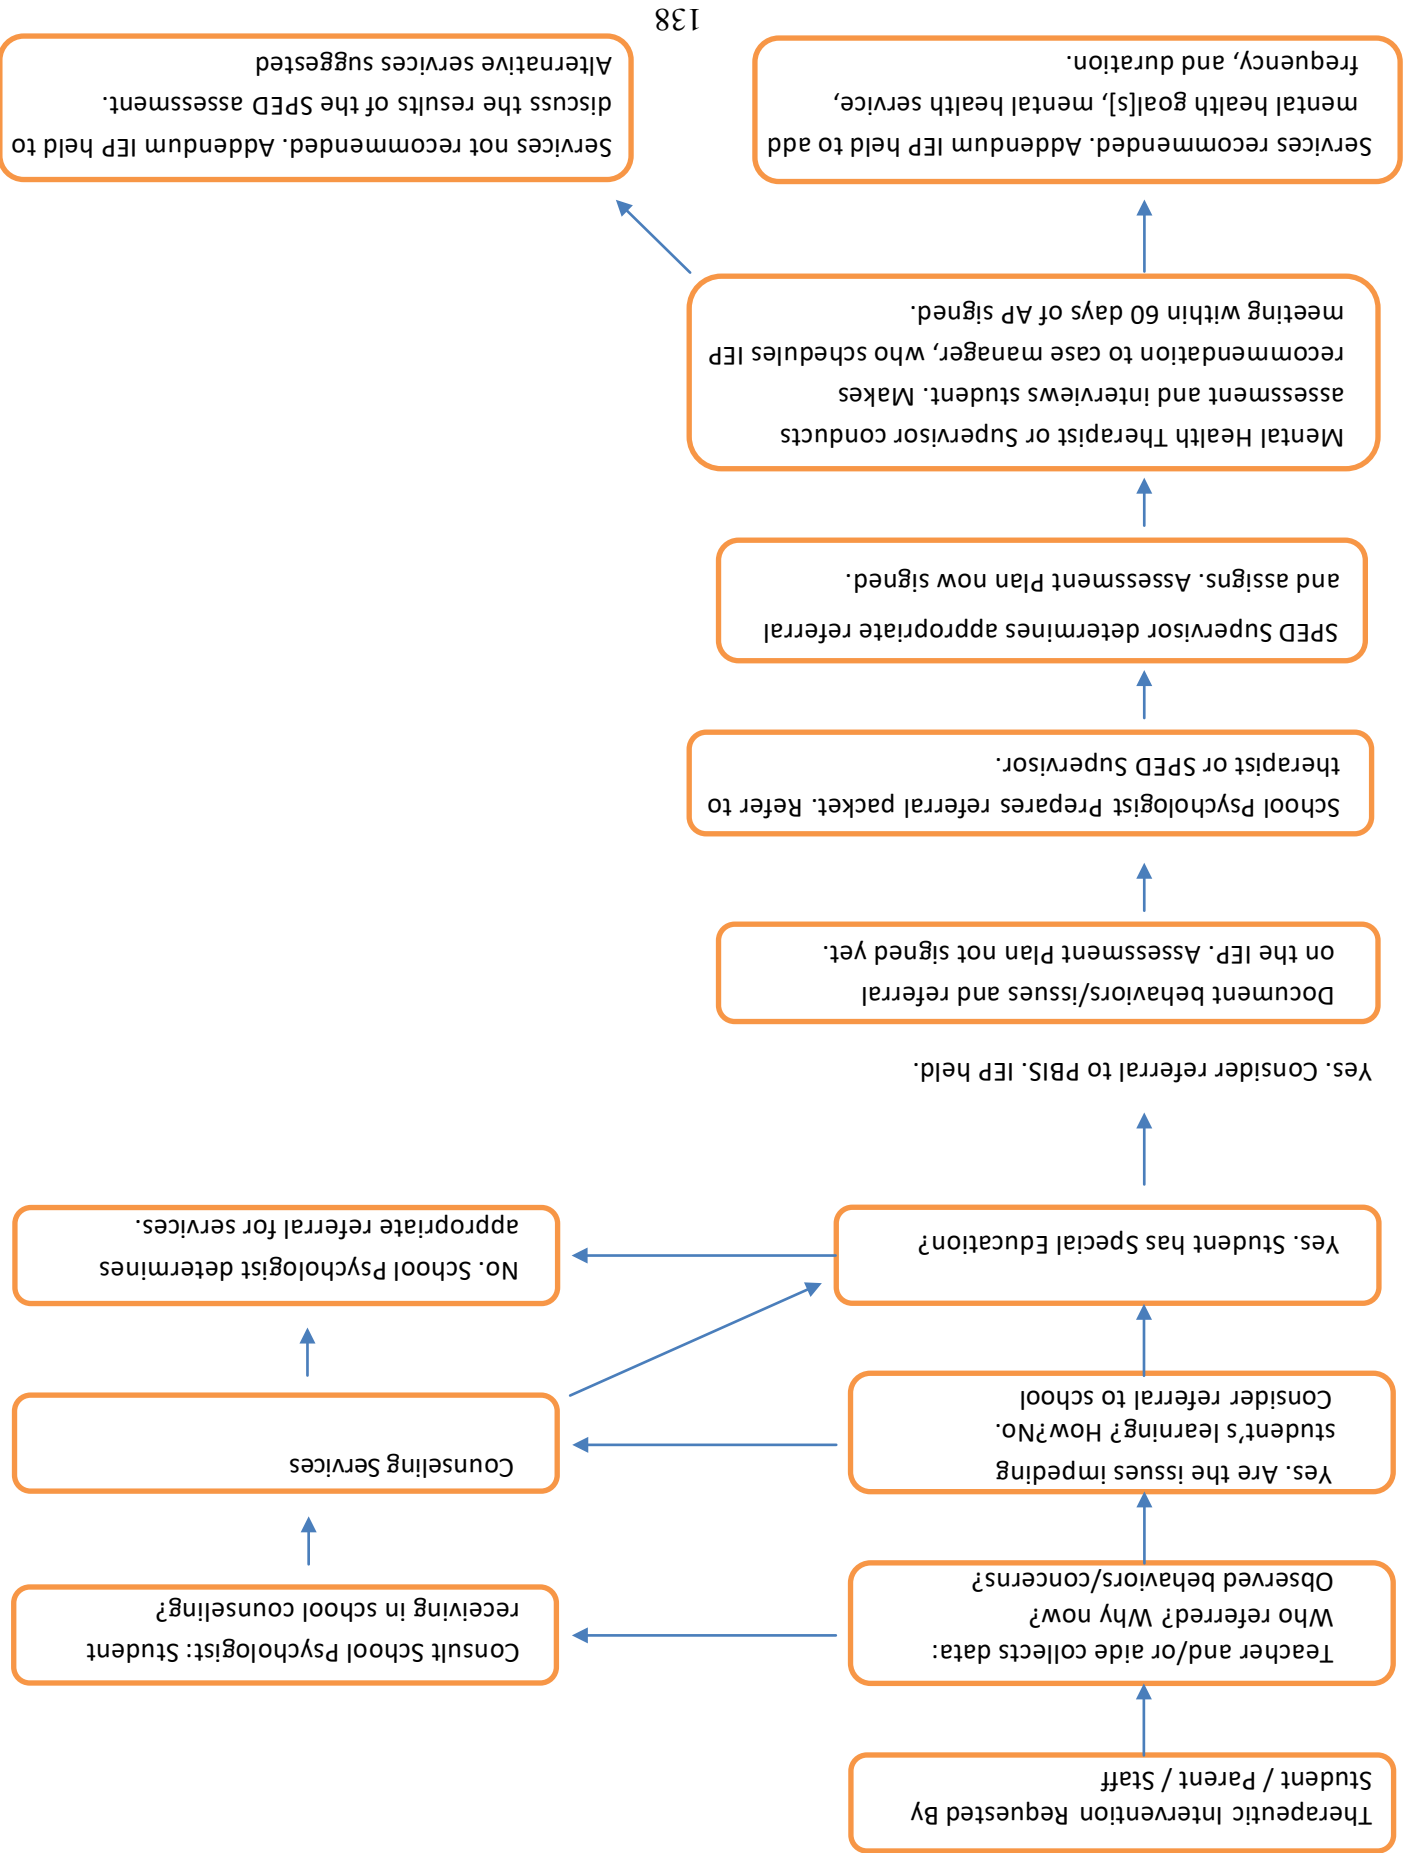 Therapeutic Intervention Requested By
Student / Parent / Staff
Teacher and/or aide collects data:
Who referred? Why now?
Observed behaviors/concerns?
Consult School Psychologist: Student
receiving in school counseling?
Yes. Are the issues impeding
student’s learning? How?No.
Consider referral to school
Counseling Services
Yes. Student has Special Education?
No. School Psychologist determines
appropriate referral for services.
Yes. Consider referral to PBIS. IEP held.
Document behaviors/issues and referral
on the IEP. Assessment Plan not signed yet.
School Psychologist Prepares referral packet. Refer to
therapist or SPED Supervisor.
SPED Supervisor determines appropriate referral
and assigns. Assessment Plan now signed.
Mental Health Therapist or Supervisor conducts
assessment and interviews student. Makes
recommendation to case manager, who schedules IEP
meeting within 60 days of AP signed.
Services recommended. Addendum IEP held to add
mental health goal[s], mental health service,
frequency, and duration.
Services not recommended. Addendum IEP held to
discuss the results of the SPED assessment.
Alternative services suggested
138